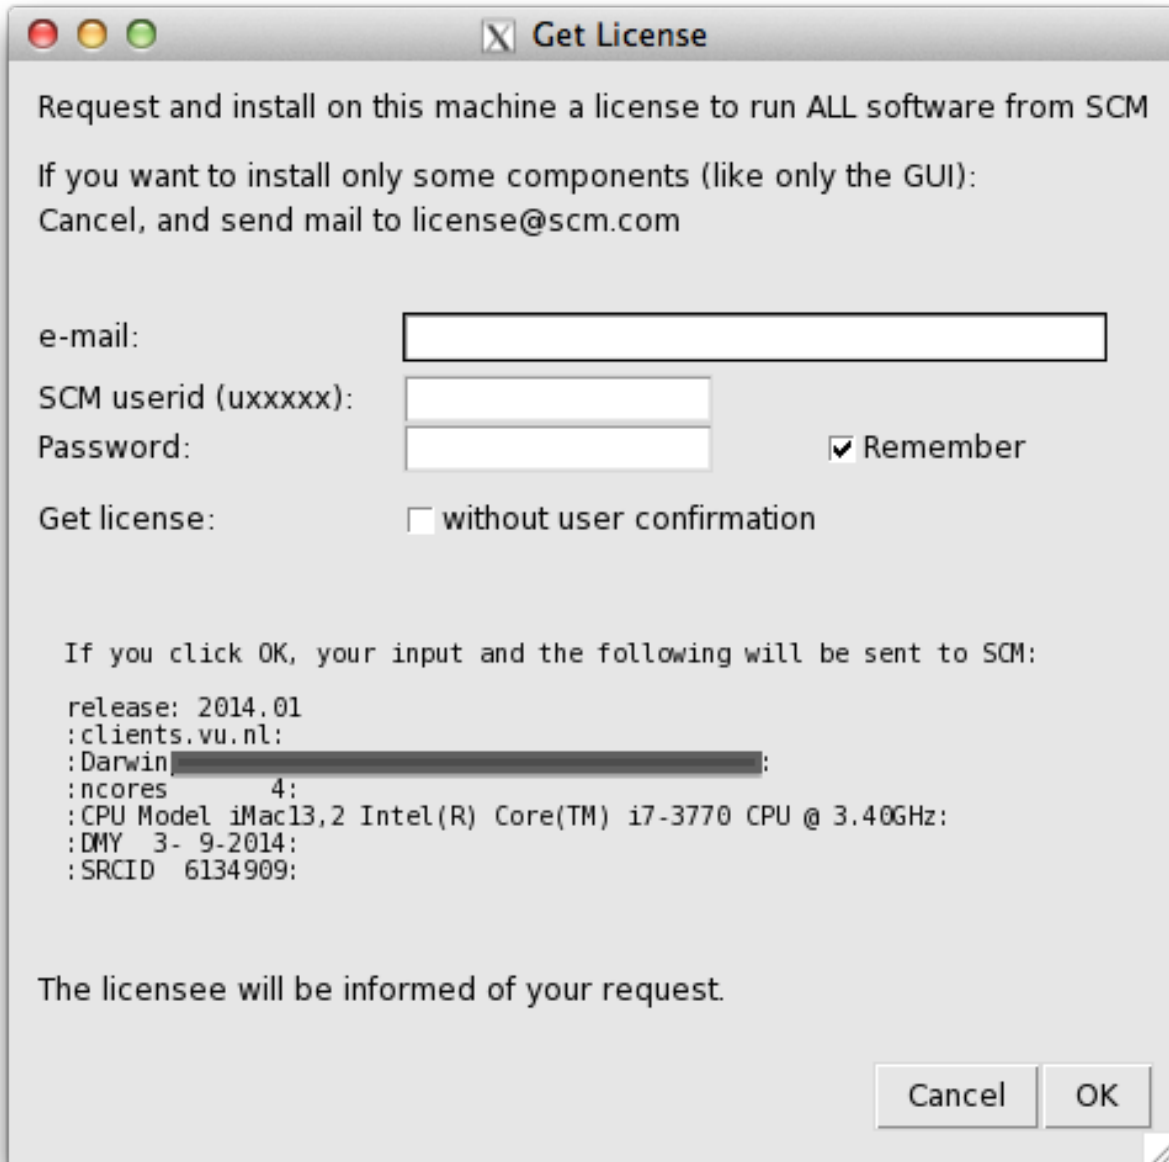 Get License
Request and install on this machine a license to run ALL software from SCM
If you want to install only some components (like only the GUI):
Cancel, and send mail to license@scm.com
e-mail:
SCM userid (uxxxxx):
Password: Remember
Get license: without user confirmation
If you click OK, your input and the following will be sent to SCM:
release: 2014.01
:clients.vu.nl:
:Darwin :
:ncores 4:
:CPU Model iMac13,2 Intel(R) Core(TM) i7-3770 CPU @ 3.40GHz:
:DMY 3- 9-2014:
:SRCID 6134909:
The licensee will be informed of your request.
Cancel OK